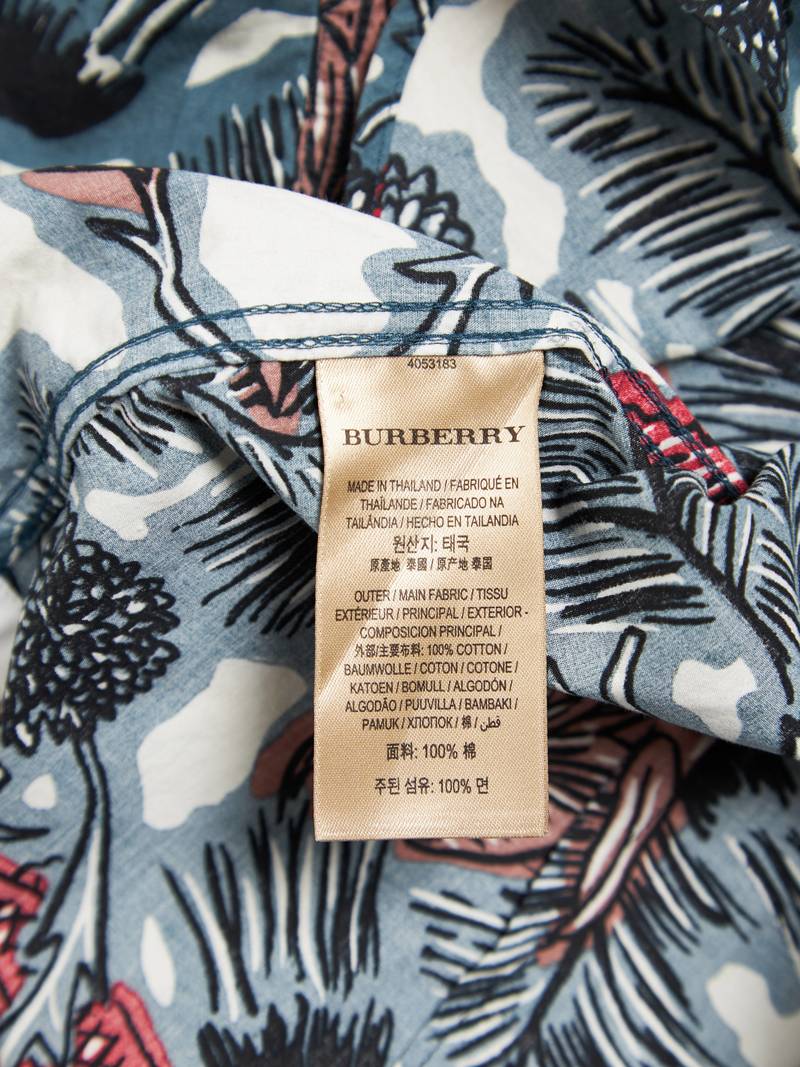 4053183
BURBERRY
MADE IN THAILAND / FABRIQUÉ EN
THAÏLANDE / FABRICADO NA
TAILÂNDIA / HECHO EN TAILANDIA
원산지: 태국
原產地 泰國 / 原产地 泰国
OUTER / MAIN FABRIC / TISSU
EXTÉRIEUR / PRINCIPAL / EXTERIOR -
COMPOSICION PRINCIPAL /
外部/主要布料: 100% COTTON /
BAUMWOLLE / COTON / COTONE /
KATOEN / BOMULL / ALGODÓN /
ALGODÃO / PUUVILLA / BAMBAKI /
PAMUK / ХЛОПОК / 棉 / قطن
面料: 100% 棉
주된 섬유: 100% 면